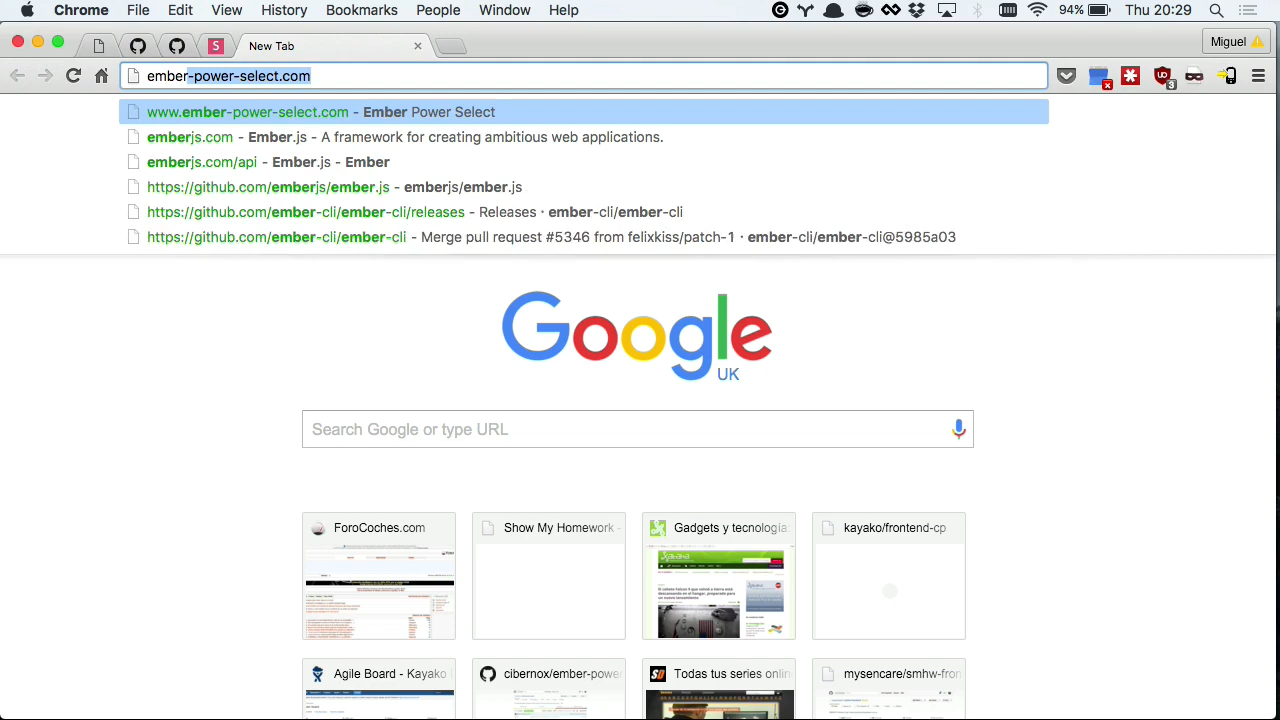 Chrome File Edit View History Bookmarks People Window Help 94% Thu 20:29
S New Tab × Miguel
ember-power-select.com
www.ember-power-select.com - Ember Power Select
emberjs.com - Ember.js - A framework for creating ambitious web applications.
emberjs.com/api - Ember.js - Ember
https://github.com/emberjs/ember.js - emberjs/ember.js
https://github.com/ember-cli/ember-cli/releases - Releases · ember-cli/ember-cli
https://github.com/ember-cli/ember-cli - Merge pull request #5346 from felixkiss/patch-1 · ember-cli/ember-cli@5985a03
Google
UK
Search Google or type URL
ForoCoches.com Show My Homework - Gadgets y tecnología: kayako/frontend-cp
Agile Board - Kayako cibernox/ember-power Todas tus series onlin mysencare/smhw-fro